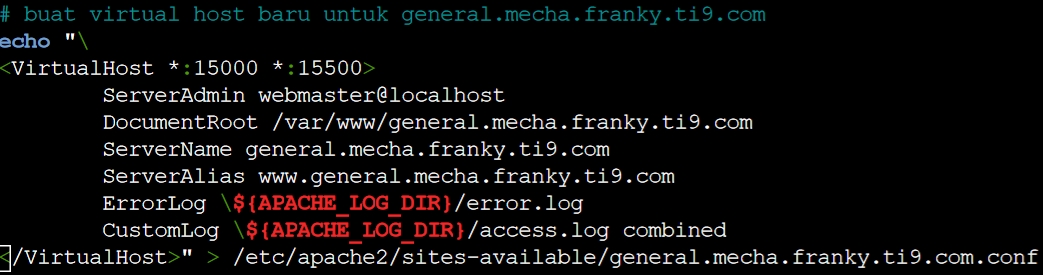 # buat virtual host baru untuk general.mecha.franky.ti9.com
echo "\
<VirtualHost *:15000 *:15500>
        ServerAdmin webmaster@localhost
        DocumentRoot /var/www/general.mecha.franky.ti9.com
        ServerName general.mecha.franky.ti9.com
        ServerAlias www.general.mecha.franky.ti9.com
        ErrorLog \${APACHE_LOG_DIR}/error.log
        CustomLog \${APACHE_LOG_DIR}/access.log combined
</VirtualHost>" > /etc/apache2/sites-available/general.mecha.franky.ti9.com.conf